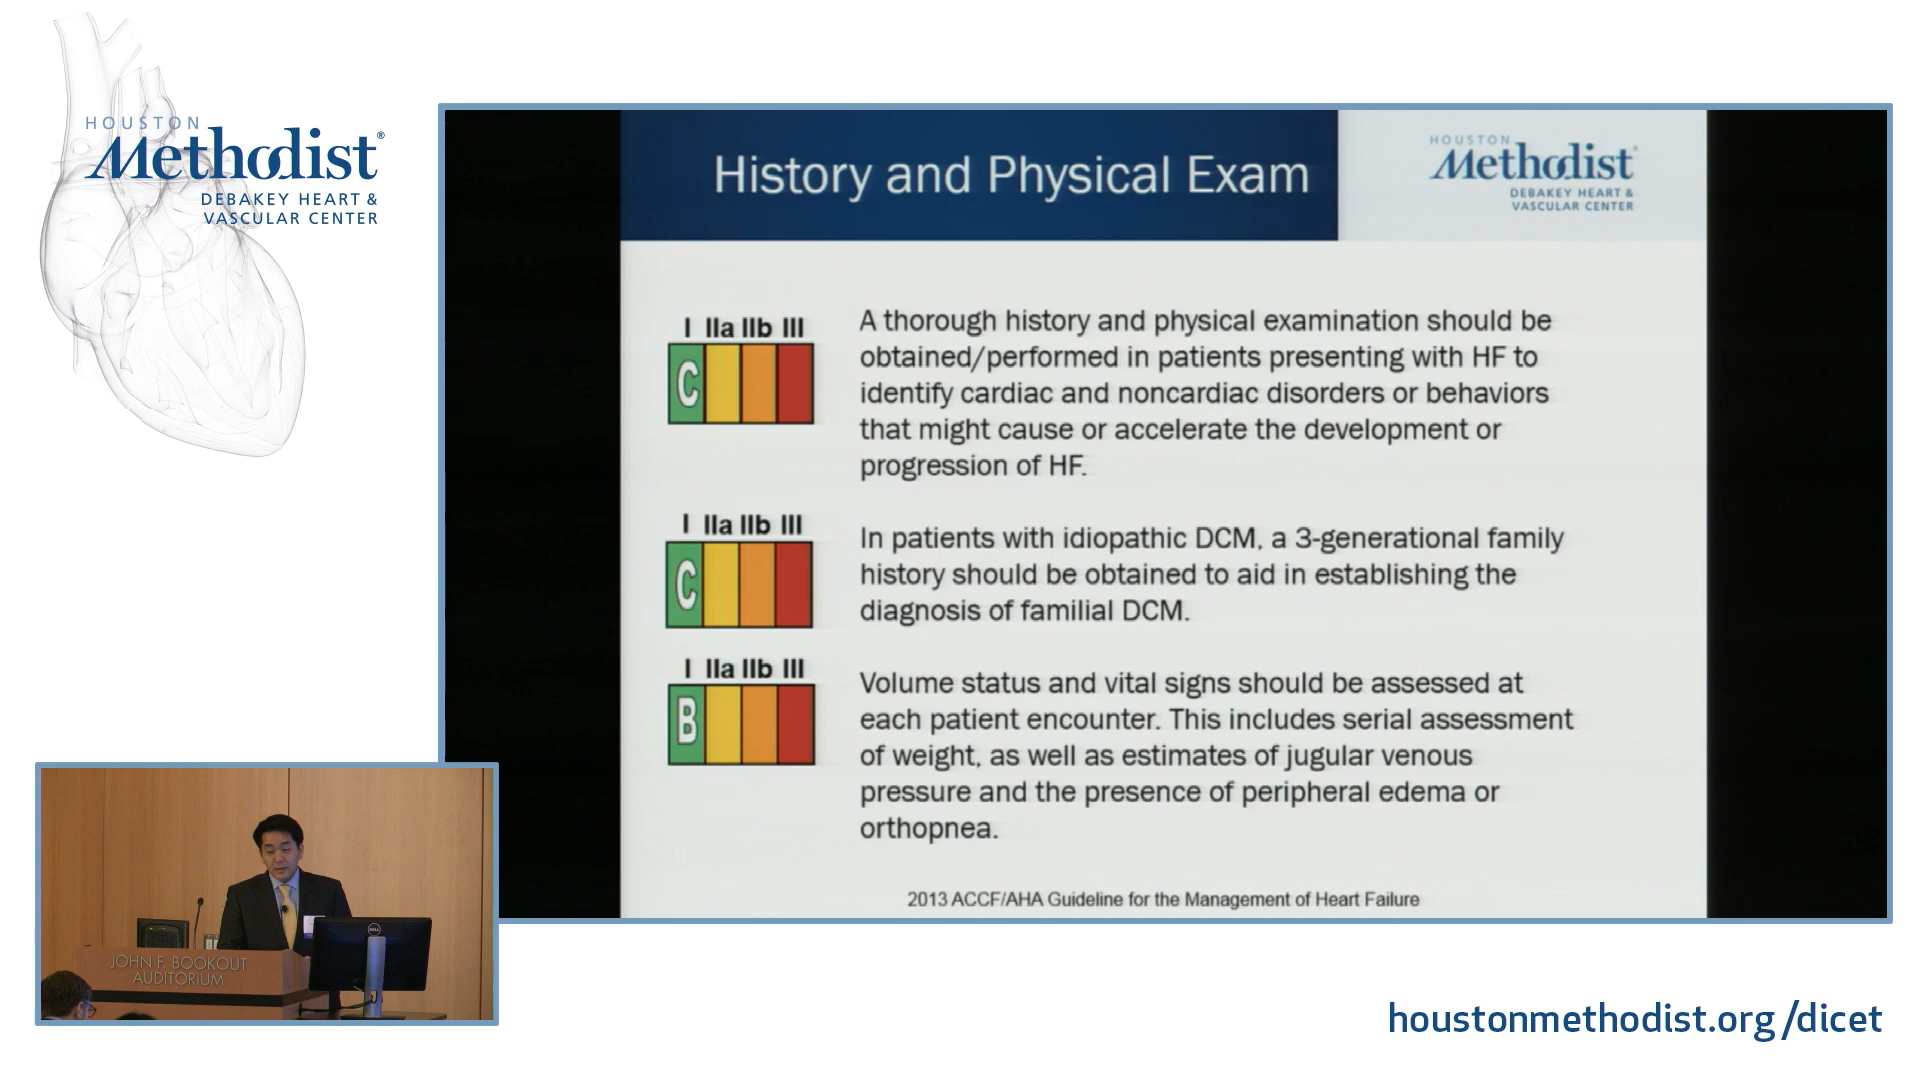 HOUSTON
Methodist®
DEBAKEY HEART &
VASCULAR CENTER
History and Physical Exam
HOUSTON
Methodist®
DEBAKEY HEART &
VASCULAR CENTER
I IIa IIb III
C
A thorough history and physical examination should be
obtained/performed in patients presenting with HF to
identify cardiac and noncardiac disorders or behaviors
that might cause or accelerate the development or
progression of HF.
I IIa IIb III
C
In patients with idiopathic DCM, a 3-generational family
history should be obtained to aid in establishing the
diagnosis of familial DCM.
I IIa IIb III
B
Volume status and vital signs should be assessed at
each patient encounter. This includes serial assessment
of weight, as well as estimates of jugular venous
pressure and the presence of peripheral edema or
orthopnea.
2013 ACCF/AHA Guideline for the Management of Heart Failure
JOHN F. BOOKOUT
AUDITORIUM
DELL
houstonmethodist.org/dicet